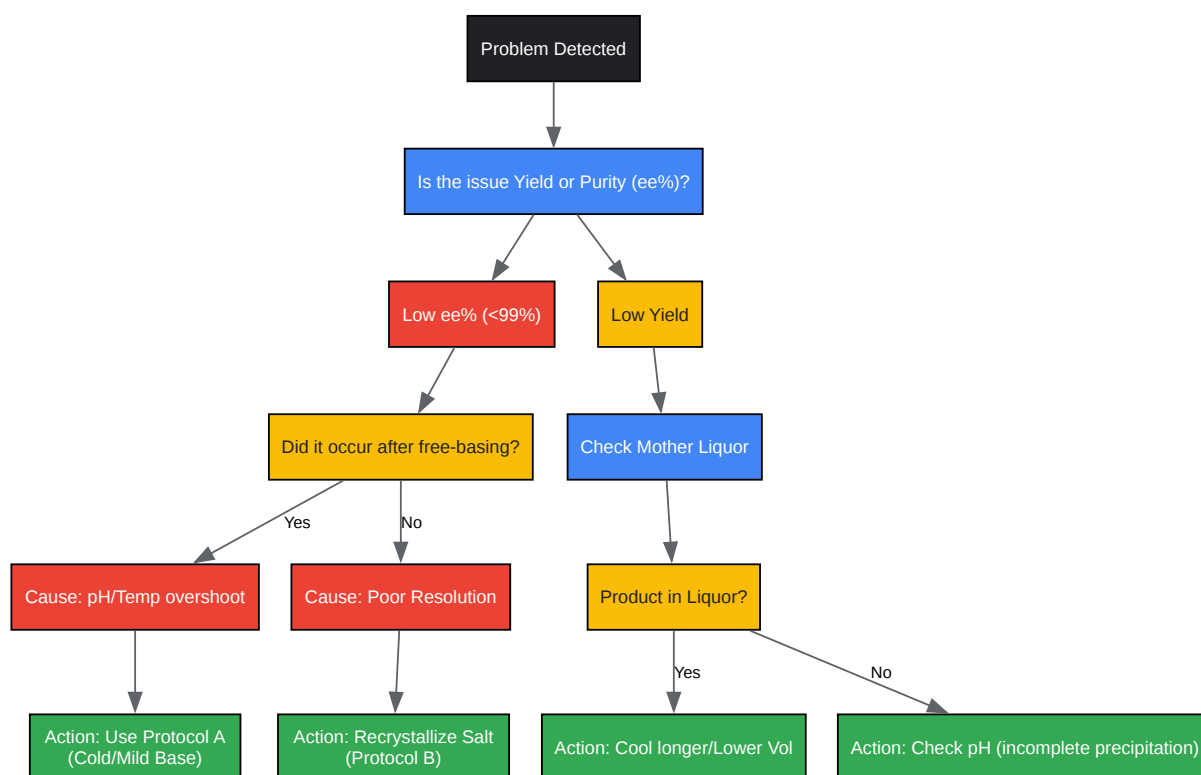 Problem Detected
Is the issue Yield or Purity (ee%)?
Low ee% (<99%)
Low Yield
Did it occur after free-basing?
Check Mother Liquor
Yes
No
Cause: pH/Temp overshoot
Cause: Poor Resolution
Product in Liquor?
Yes
No
Action: Use Protocol A
(Cold/Mild Base)
Action: Recrystallize Salt
(Protocol B)
Action: Cool longer/Lower Vol
Action: Check pH (incomplete precipitation)